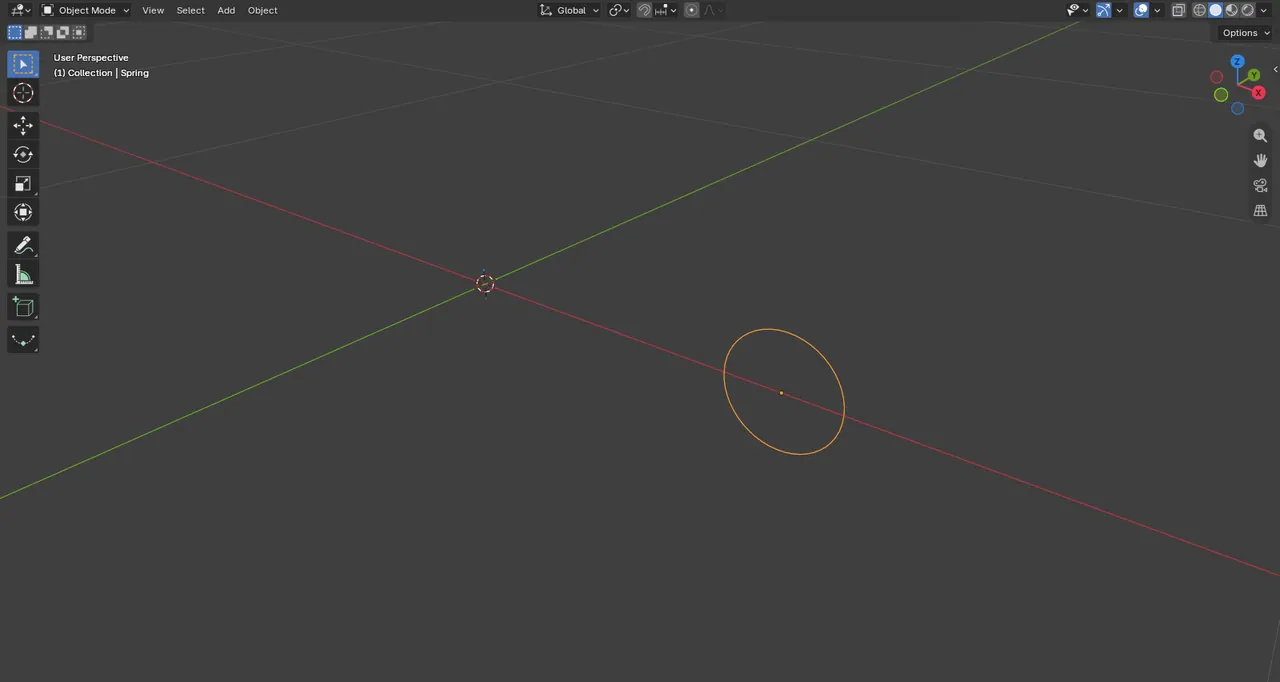 Object Mode View Select Add Object Global
Options
User Perspective
(1) Collection | Spring
Z
Y
X